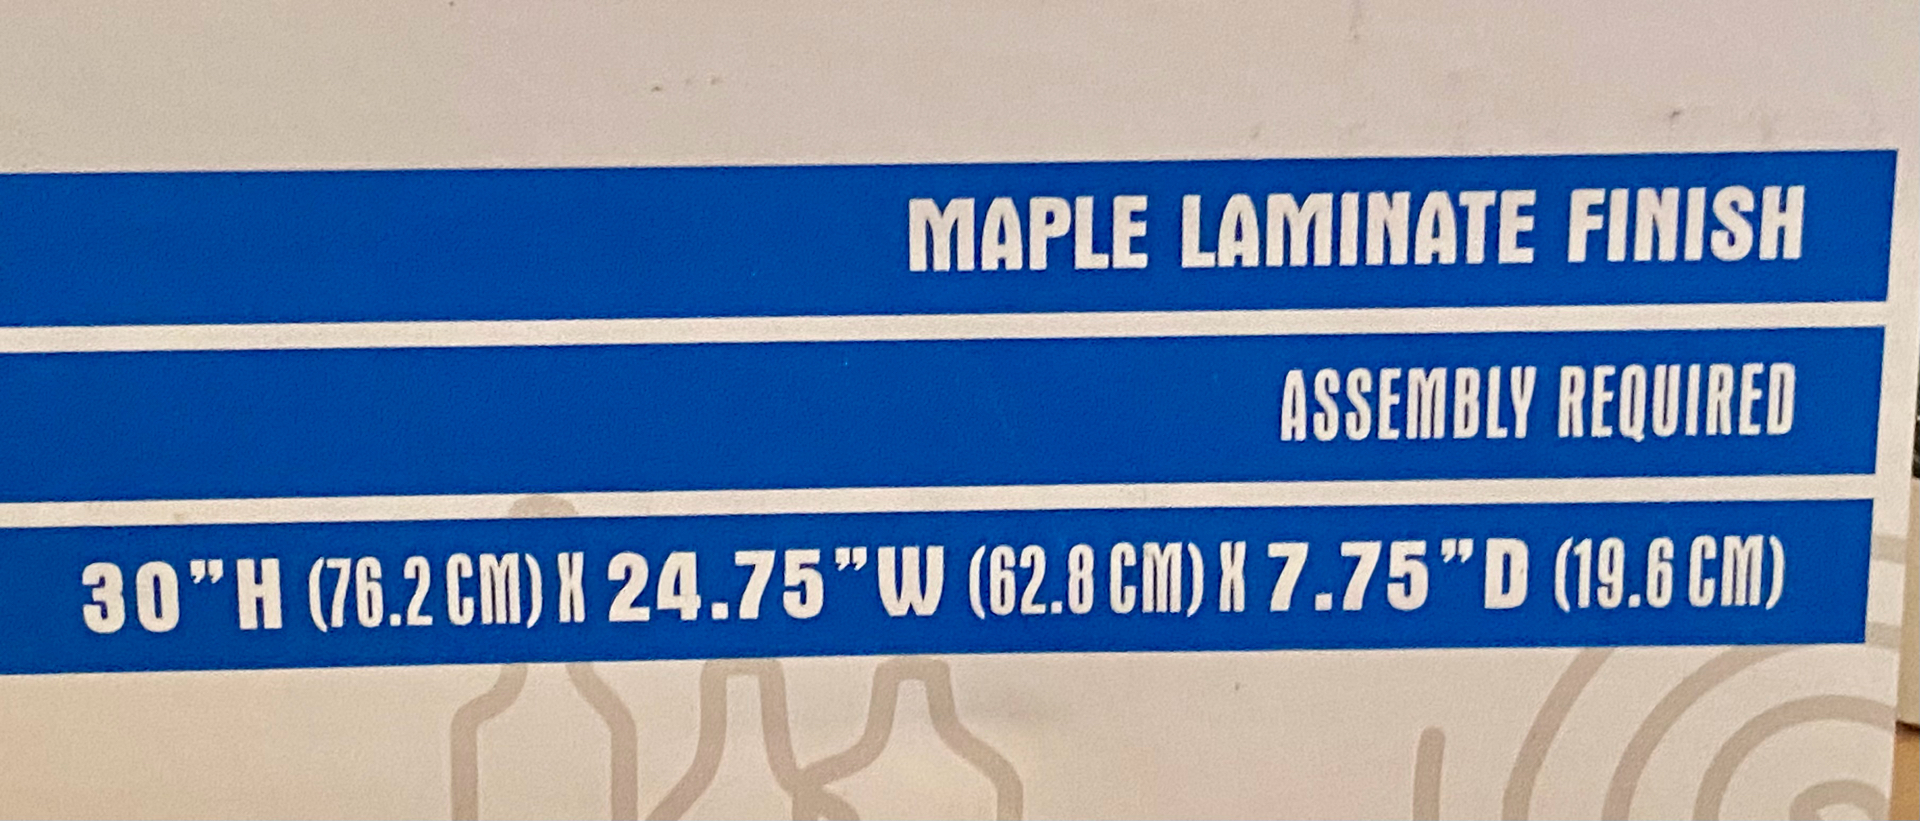 MAPLE LAMINATE FINISH
ASSEMBLY REQUIRED
30”H (76.2 CM) X 24.75”W (62.8 CM) X 7.75”D (19.6 CM)